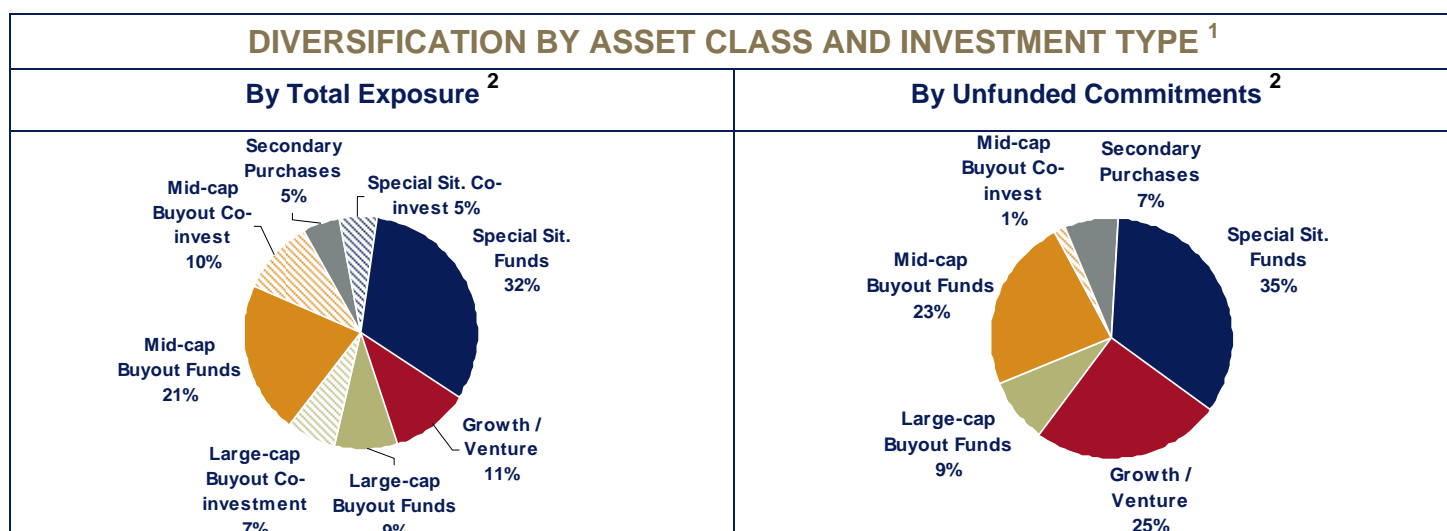 DIVERSIFICATION BY ASSET CLASS AND INVESTMENT TYPE 1
By Total Exposure 2
Secondary
Purchases
5%
Special Sit. Co-
invest 5%
Mid-cap
Buyout Co-
invest
10%
Special Sit.
Funds
32%
Mid-cap
Buyout Funds
21%
Growth /
Venture
11%
Large-cap
Buyout Co-
investment
7%
Large-cap
Buyout Funds
9%
By Unfunded Commitments 2
Mid-cap
Buyout Co-
invest
1%
Secondary
Purchases
7%
Special Sit.
Funds
35%
Mid-cap
Buyout Funds
23%
Large-cap
Buyout Funds
9%
Growth /
Venture
25%